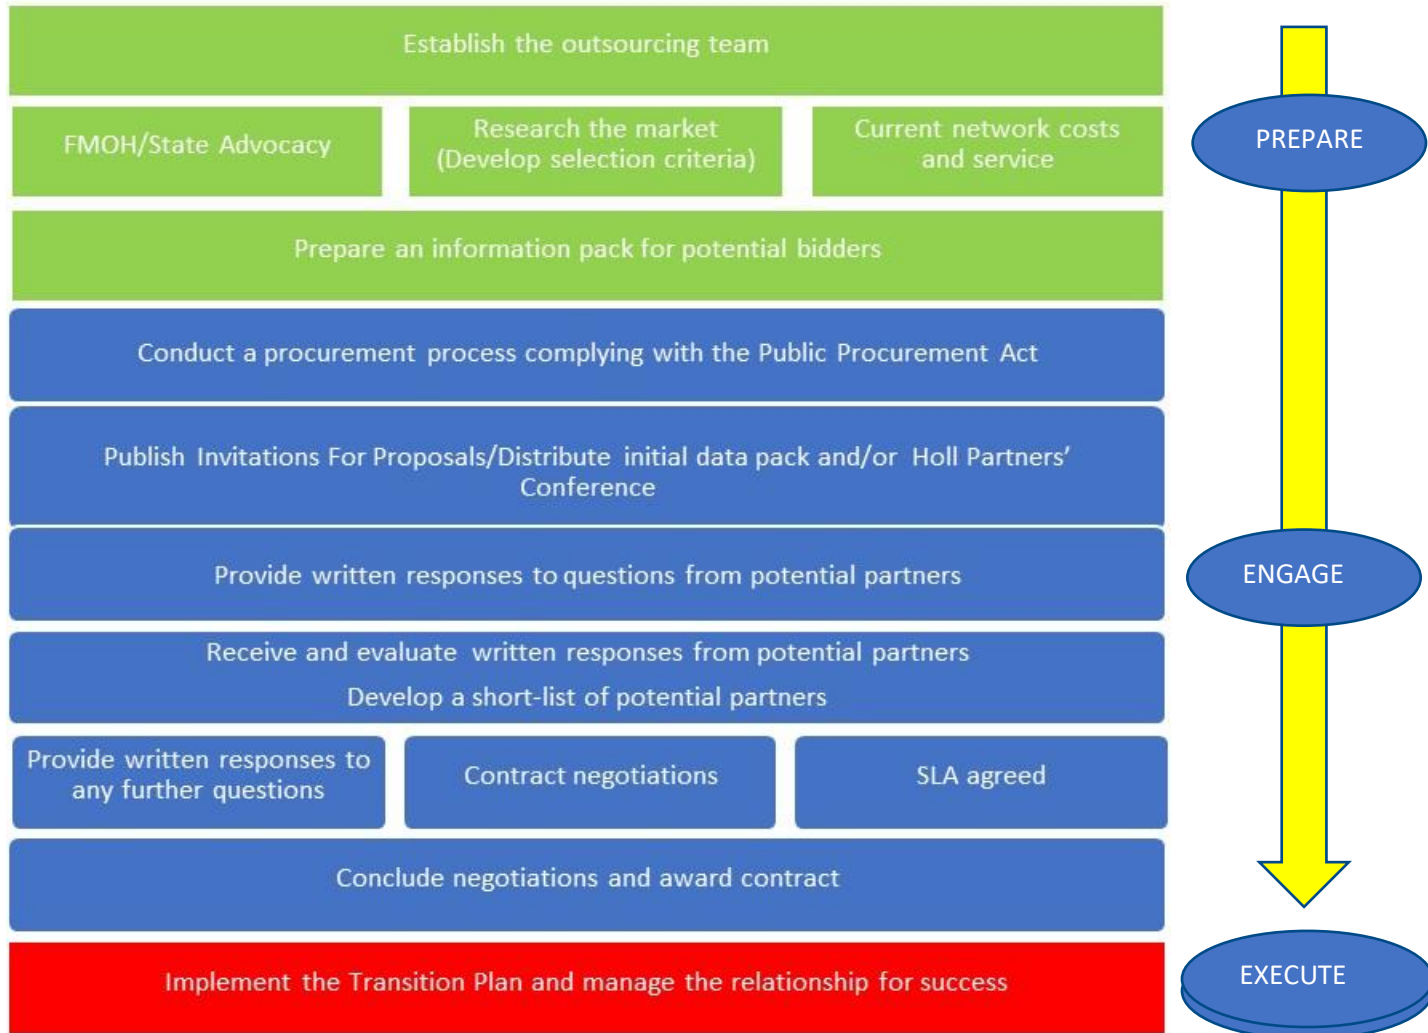 Establish the outsourcing team
FMOH/State Advocacy
Research the market
(Develop selection criteria)
Current network costs
and service
PREPARE
Prepare an information pack for potential bidders
Conduct a procurement process complying with the Public Procurement Act
Publish Invitations For Proposals/Distribute initial data pack and/or Holl Partners’
Conference
Provide written responses to questions from potential partners
ENGAGE
Receive and evaluate written responses from potential partners
Develop a short-list of potential partners
Provide written responses to
any further questions
Contract negotiations
SLA agreed
Conclude negotiations and award contract
Implement the Transition Plan and manage the relationship for success
EXECUTE